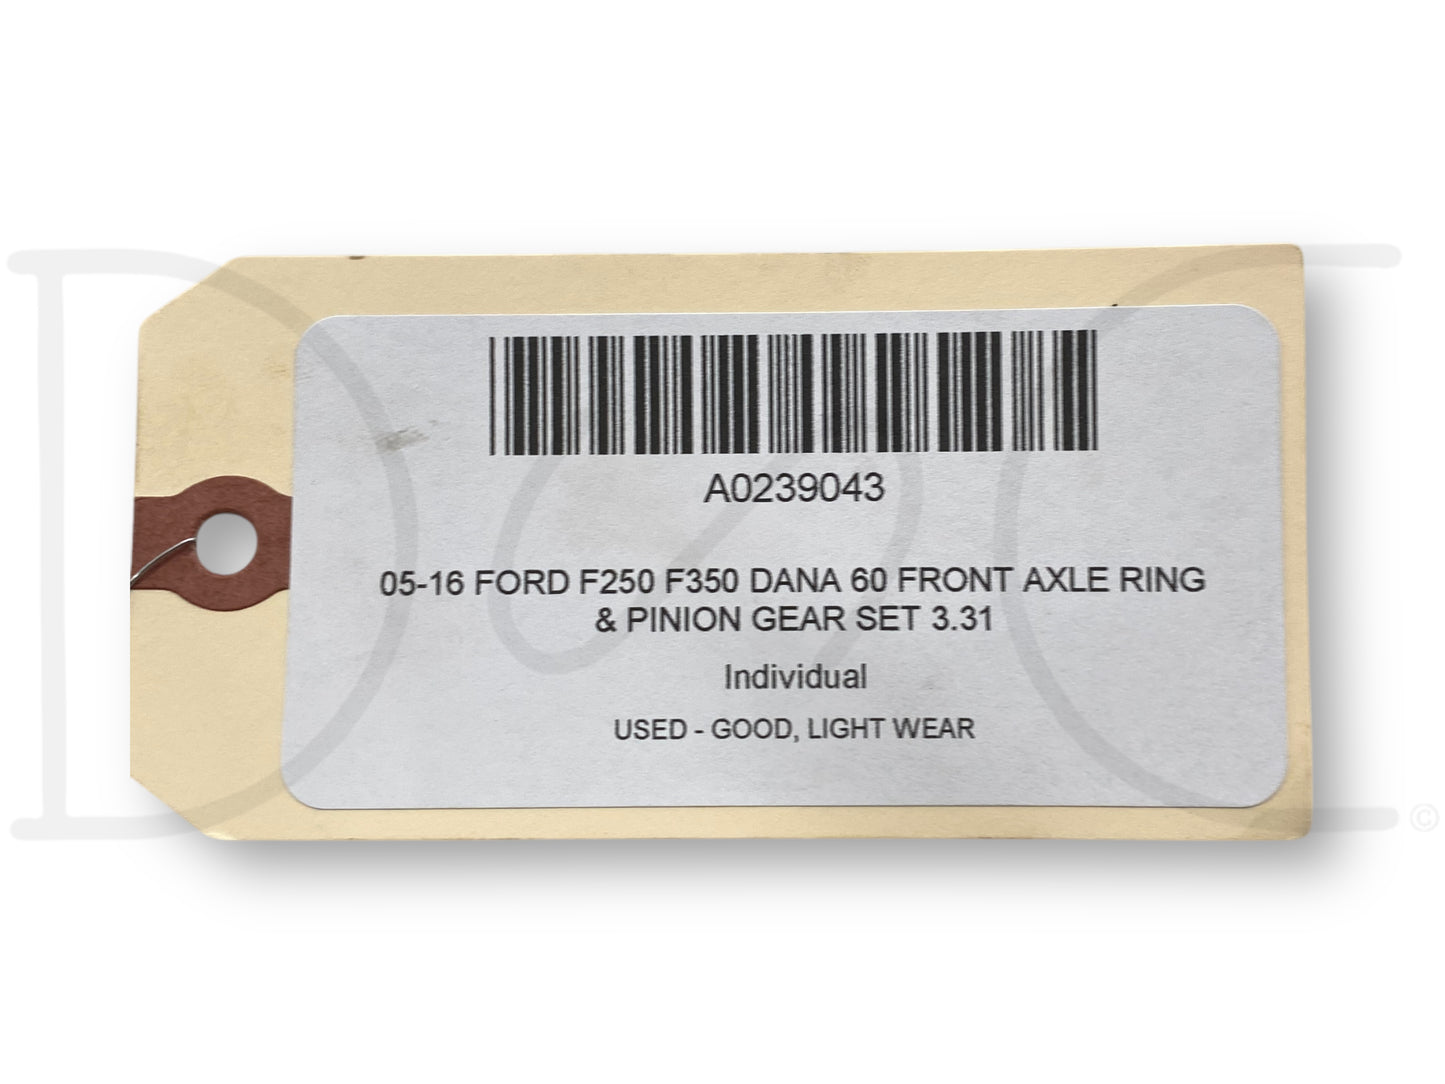 A0239043
05-16 FORD F250 F350 DANA 60 FRONT AXLE RING
& PINION GEAR SET 3.31
Individual
USED - GOOD, LIGHT WEAR
©